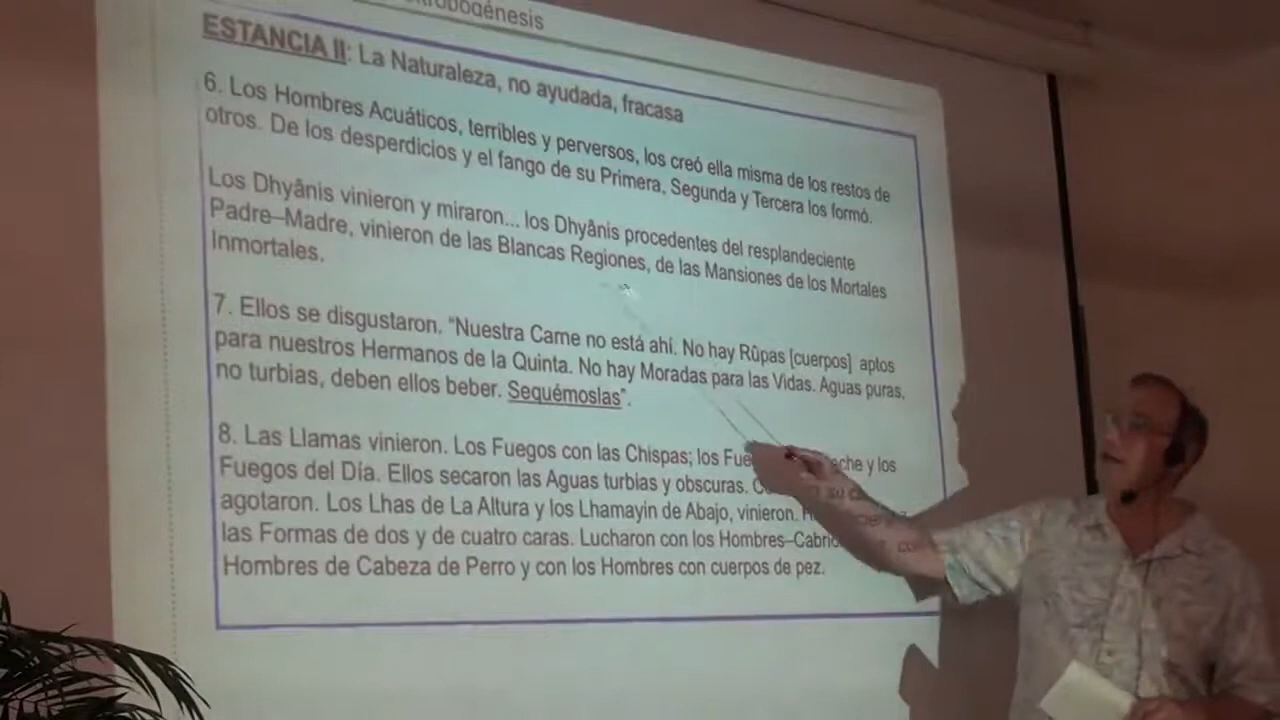 ESTANCIA II: La Naturaleza, no ayudada, fracasa
6. Los Hombres Acuáticos, terribles y perversos, los creó ella misma de los restos de
otros. De los desperdicios y el fango de su Primera, Segunda y Tercera los formó.
Los Dhyânis vinieron y miraron... los Dhyânis procedentes del resplandeciente
Padre–Madre, vinieron de las Blancas Regiones, de las Mansiones de los Mortales
Inmortales.
7. Ellos se disgustaron. "Nuestra Carne no está ahí. No hay Rûpas [cuerpos] aptos
para nuestros Hermanos de la Quinta. No hay Moradas para las Vidas. Aguas puras,
no turbias, deben ellos beber. Sequémoslas".
8. Las Llamas vinieron. Los Fuegos con las Chispas; los y los
Fuegos del Día. Ellos secaron las Aguas turbias y obscuras. su
agotaron. Los Lhas de La Altura y los Lhamayin de Abajo, vinieron.
las Formas de dos y de cuatro caras. Lucharon con los
Hombres de Cabeza de Perro y con los Hombres con cuerpos de pez.